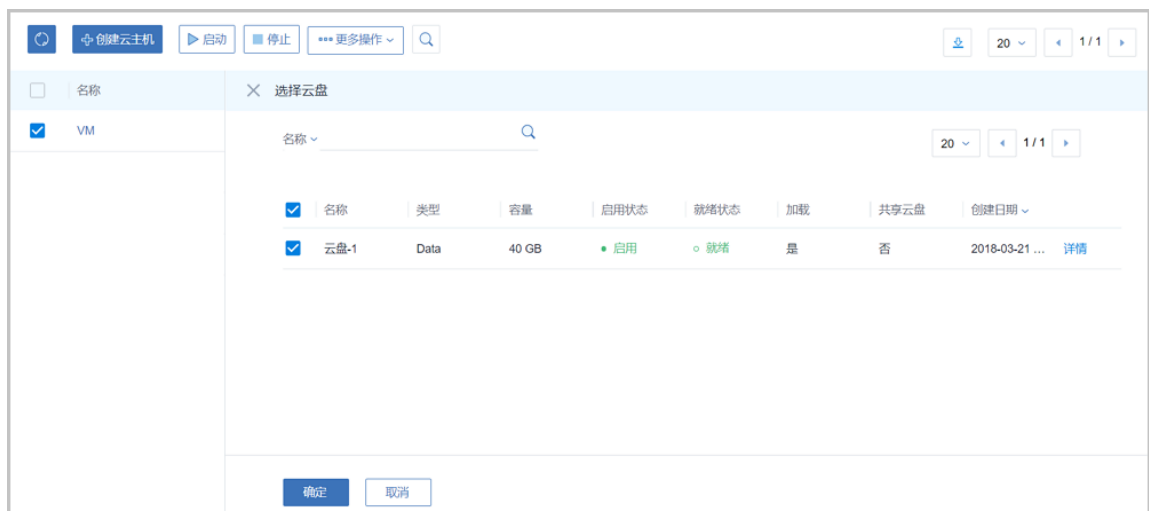 创建云主机 启动 停止 更多操作 20 1 / 1
名称 选择云盘
VM 名称 20 1 / 1
名称 类型 容量 启用状态 就绪状态 加载 共享云盘 创建日期
云盘-1 Data 40 GB 启用 就绪 是 否 2018-03-21 ... 详情
确定 取消